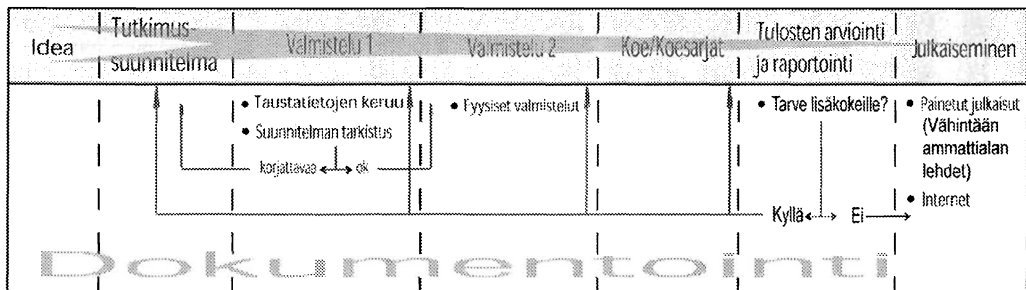 Idea
Tutkimus-
suunnitelma
Valmistelu 1
Valmistelu 2
Koe/Koesarjat
Tulosten arviointi
ja raportointi
Julkaiseminen
• Taustatietojen keruu
• Suunnitelman tarkistus
korjattavaa
ok
• Fyysiset valmistelut
• Tarve lisäkokeille?
Kyllä
Ei
• Painetut julkaisut
(Vähintään
ammattialan
lehdet)
• Internet
Dokumentointi